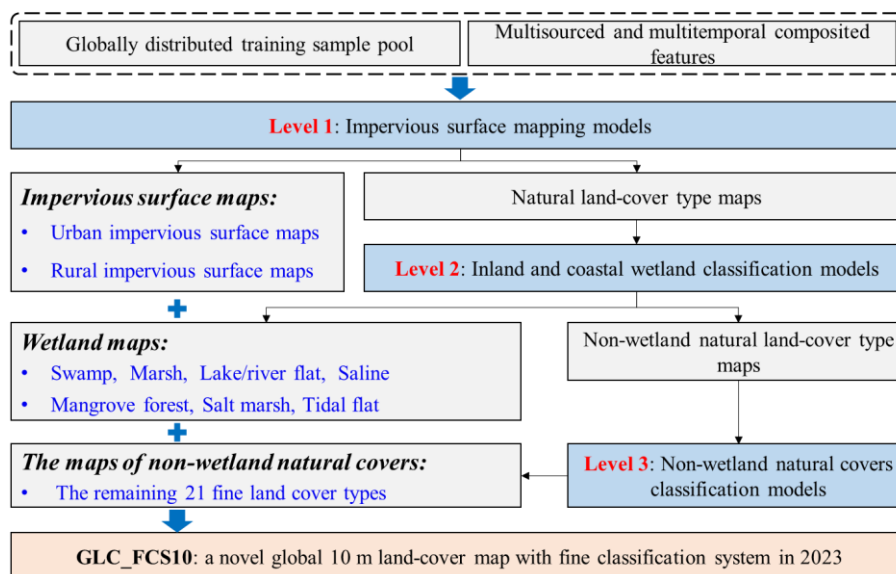 Globally distributed training sample pool
Multisourced and multitemporal composited
features
Level 1: Impervious surface mapping models
Impervious surface maps:
• Urban impervious surface maps
• Rural impervious surface maps
Natural land-cover type maps
Level 2: Inland and coastal wetland classification models
Wetland maps:
• Swamp, Marsh, Lake/river flat, Saline
• Mangrove forest, Salt marsh, Tidal flat
Non-wetland natural land-cover type
maps
The maps of non-wetland natural covers:
• The remaining 21 fine land cover types
Level 3: Non-wetland natural covers
classification models
GLC_FCS10: a novel global 10 m land-cover map with fine classification system in 2023